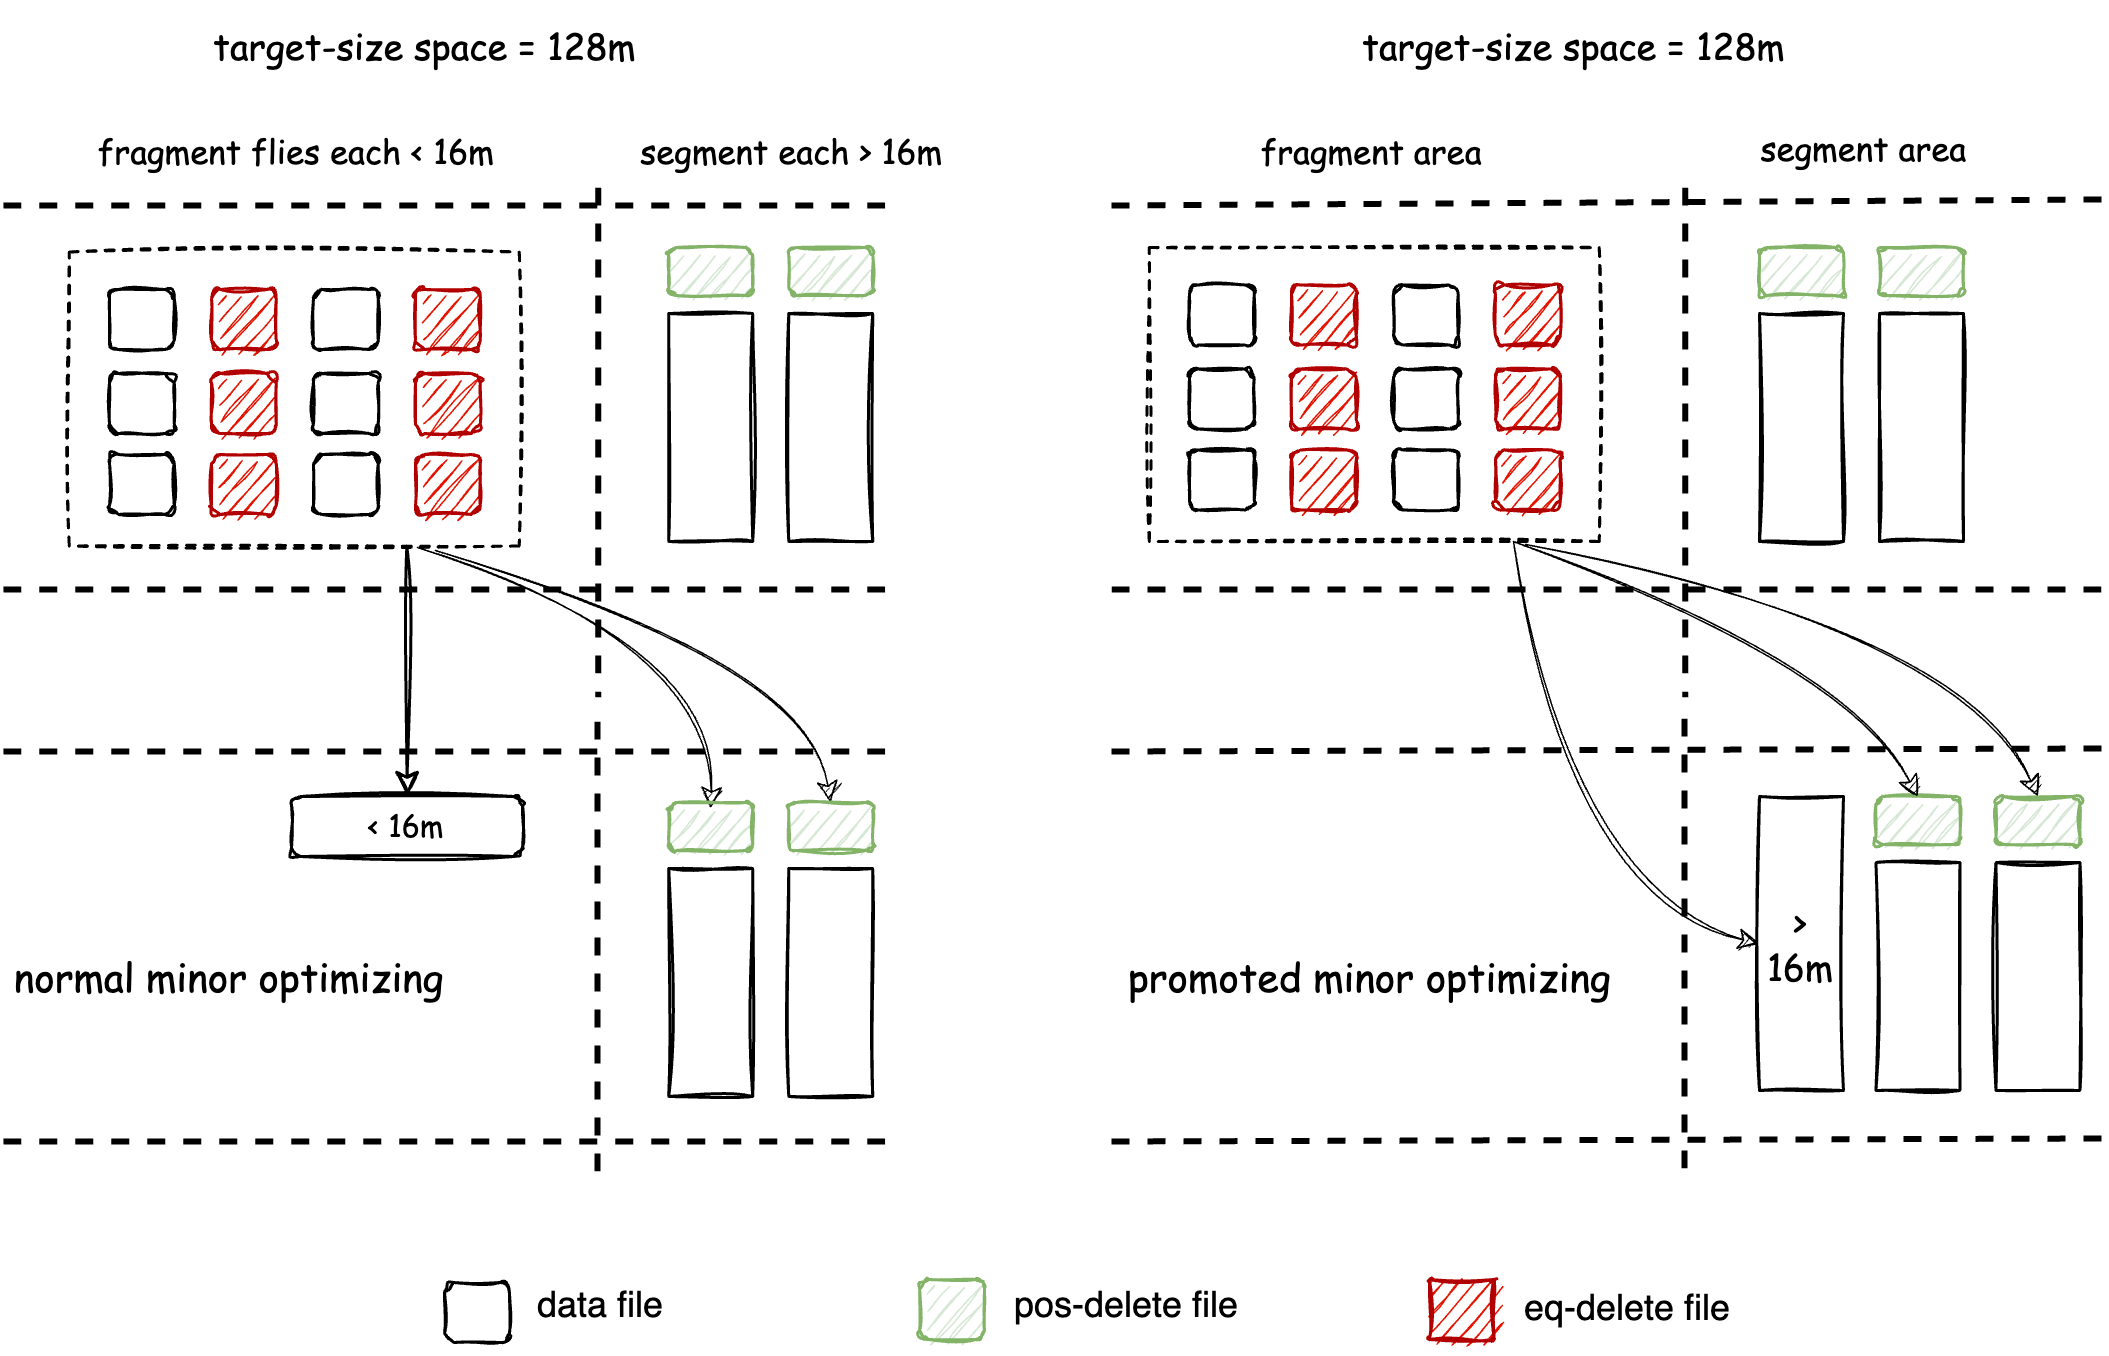 target-size space = 128m
target-size space = 128m
fragment flies each < 16m
segment each > 16m
fragment area
segment area
< 16m
>
16m
normal minor optimizing
promoted minor optimizing
data file
pos-delete file
eq-delete file